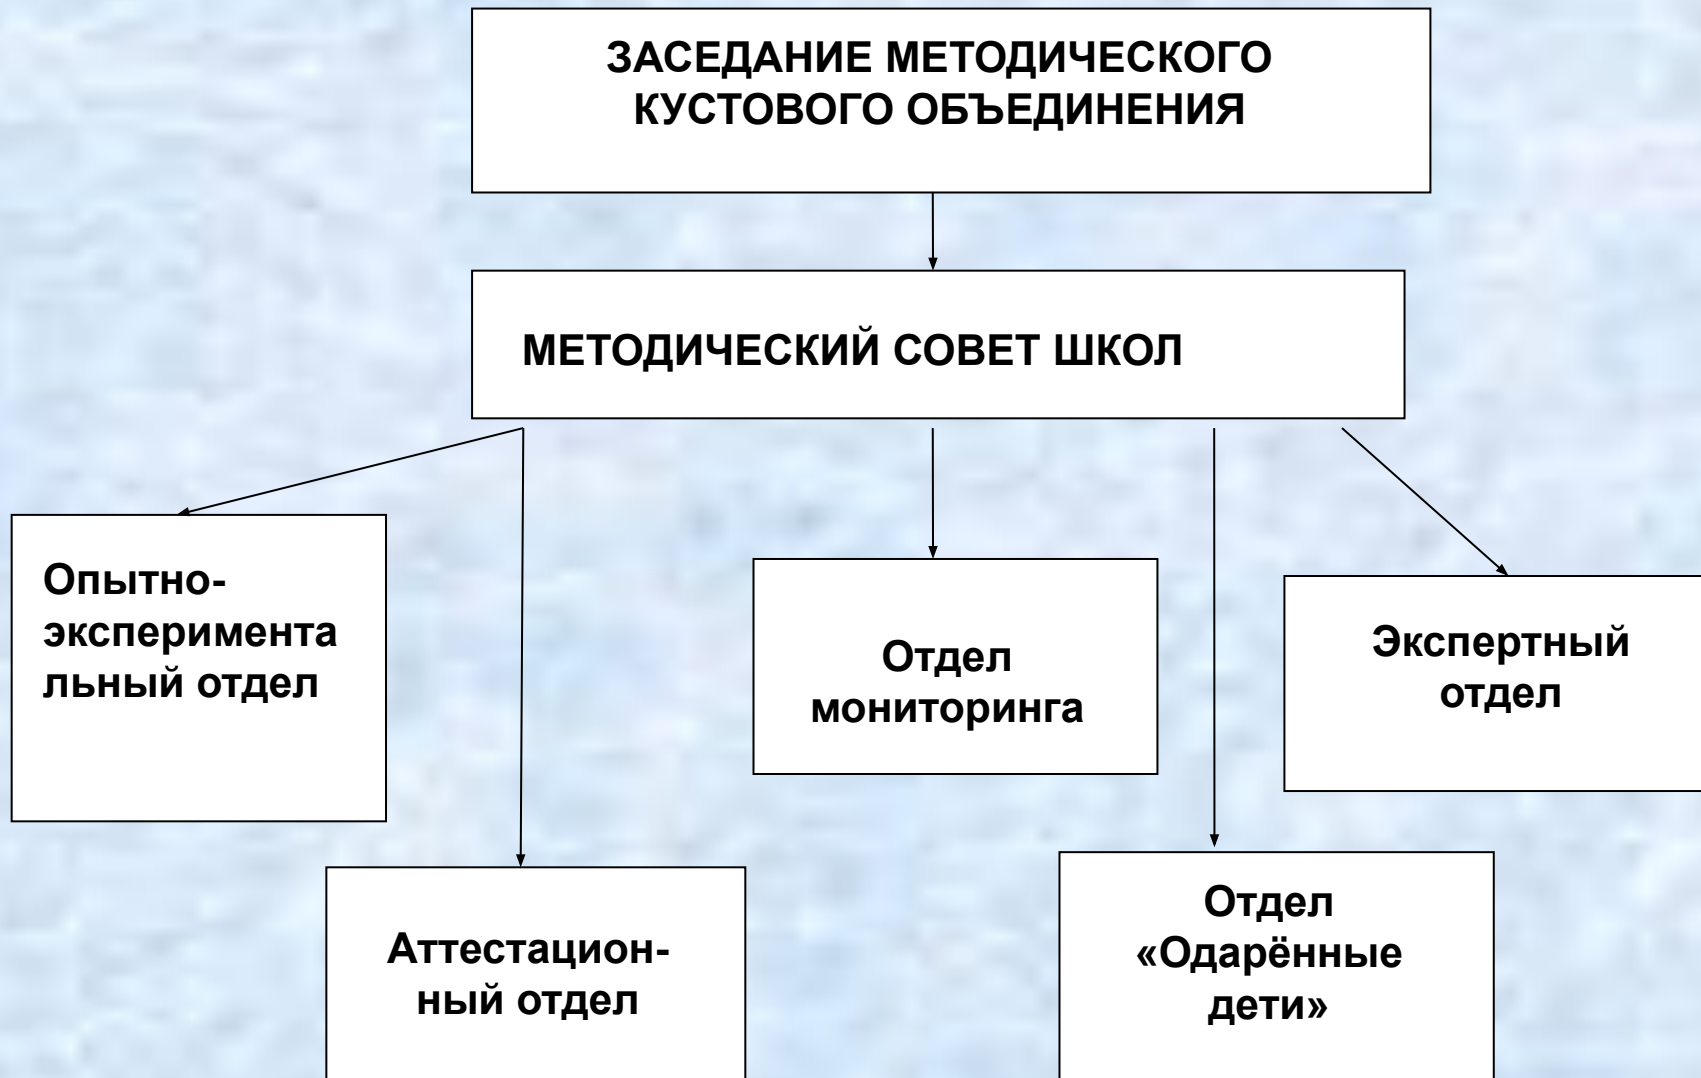 ЗАСЕДАНИЕ МЕТОДИЧЕСКОГО
КУСТОВОГО ОБЪЕДИНЕНИЯ
МЕТОДИЧЕСКИЙ СОВЕТ ШКОЛ
Опытно-
эксперимента
льный отдел
Отдел
мониторинга
Экспертный
отдел
Аттестацион-
ный отдел
Отдел
«Одарённые
дети»